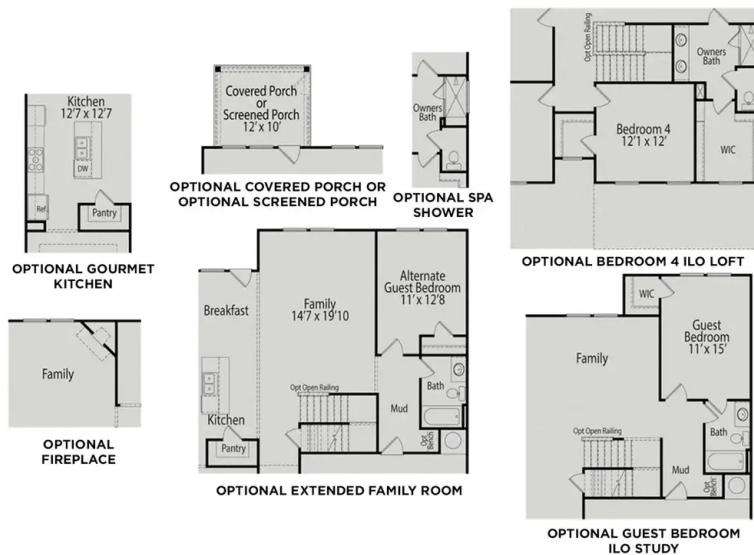 Kitchen
12'7 x 12'7
DW
Ref.
Pantry
OPTIONAL GOURMET
KITCHEN
Covered Porch
or
Screened Porch
12' x 10'
OPTIONAL COVERED PORCH OR
OPTIONAL SCREENED PORCH
Owners
Bath
OPTIONAL SPA
SHOWER
Opt Open Railing
Owners
Bath
Bedroom 4
12'1 x 12'
WIC
OPTIONAL BEDROOM 4 ILO LOFT
Family
OPTIONAL
FIREPLACE
Breakfast
Family
14'7 x 19'10
Alternate
Guest Bedroom
11' x 12'8
Opt Open Railing
Bath
Mud
Kitchen
Pantry
Opt
Bench
OPTIONAL EXTENDED FAMILY ROOM
WIC
Guest
Bedroom
11' x 15'
Family
Opt Open Railing
Bath
Mud
Opt
Bench
OPTIONAL GUEST BEDROOM
ILO STUDY